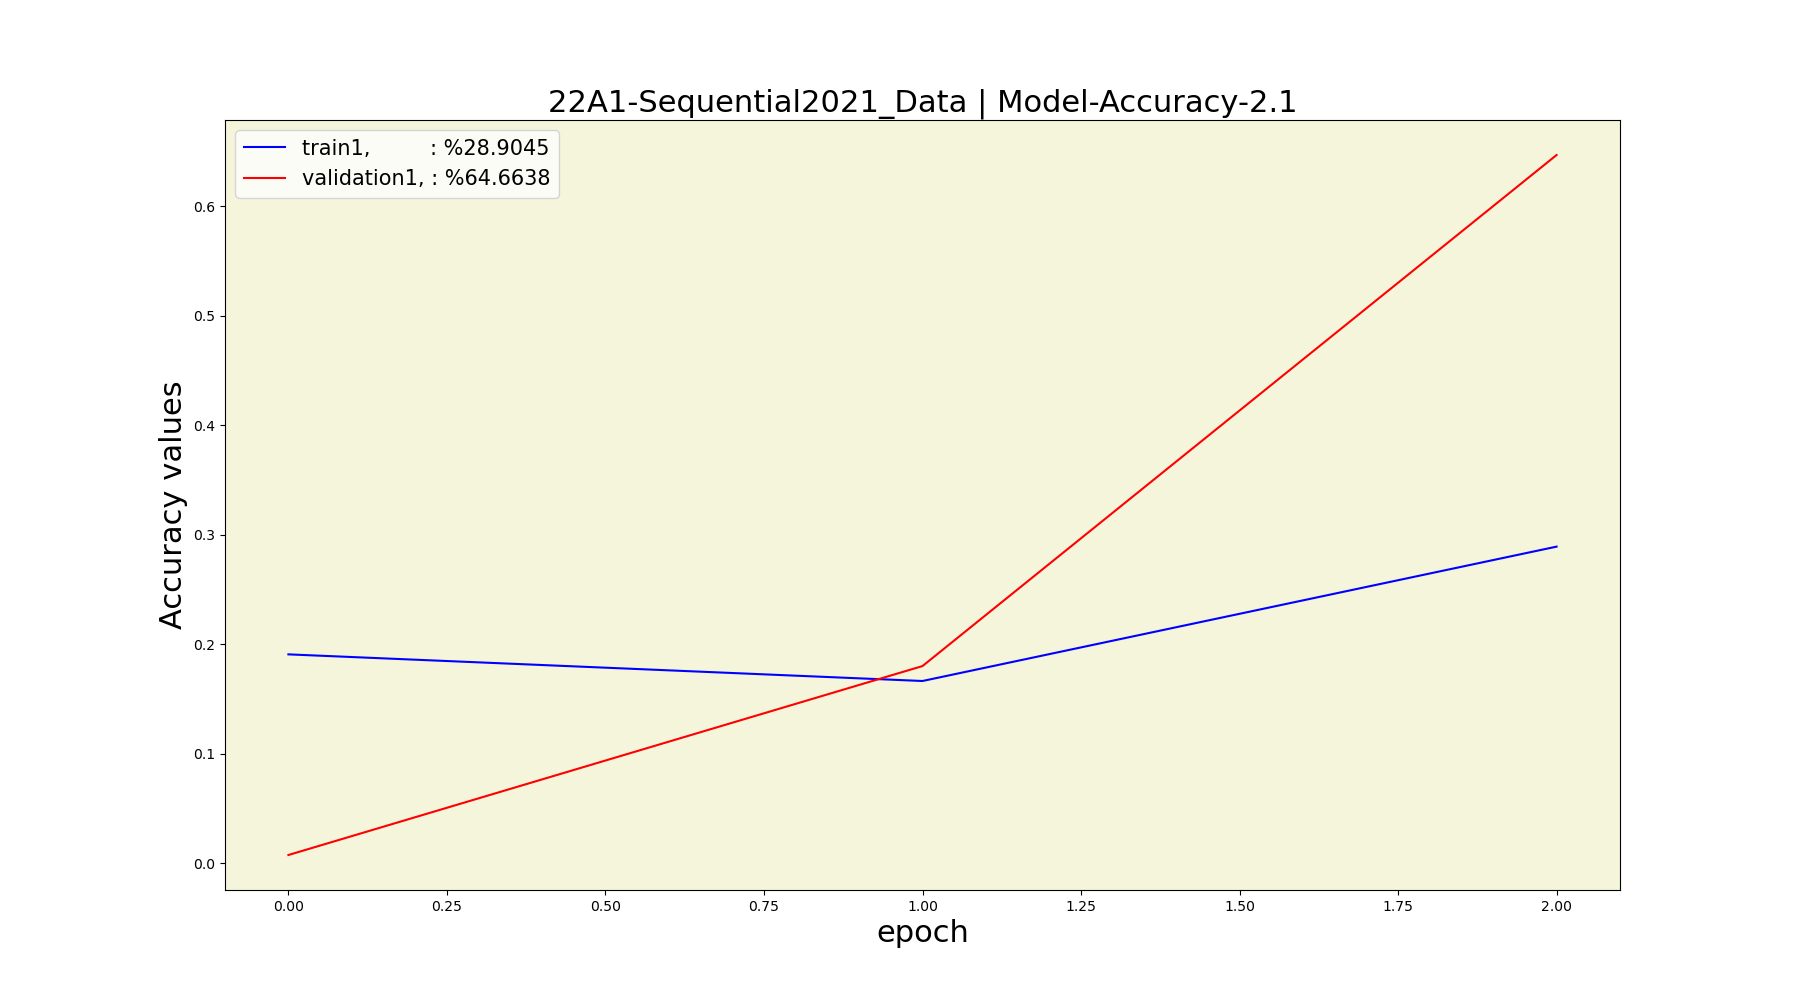 22A1-Sequential2021_Data | Model-Accuracy-2.1
train1, : %28.9045
validation1, : %64.6638
Accuracy values
0.6
0.5
0.4
0.3
0.2
0.1
0.0
0.00 0.25 0.50 0.75 1.00 1.25 1.50 1.75 2.00
epoch